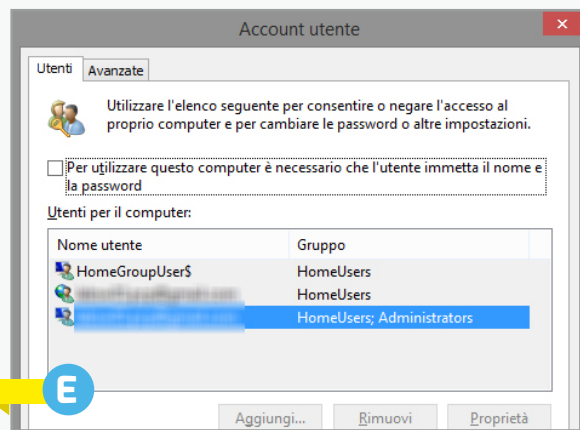 Account utente
Utenti
Avanzate
Utilizzare l'elenco seguente per consentire o negare l'accesso al
proprio computer e per cambiare le password o altre impostazioni.
Per utilizzare questo computer è necessario che l'utente immetta il nome e
la password
Utenti per il computer:
Nome utente Gruppo
HomeGroupUser$ HomeUsers
HomeUsers
HomeUsers; Administrators
E
Aggiungi... Rimuovi Proprietà